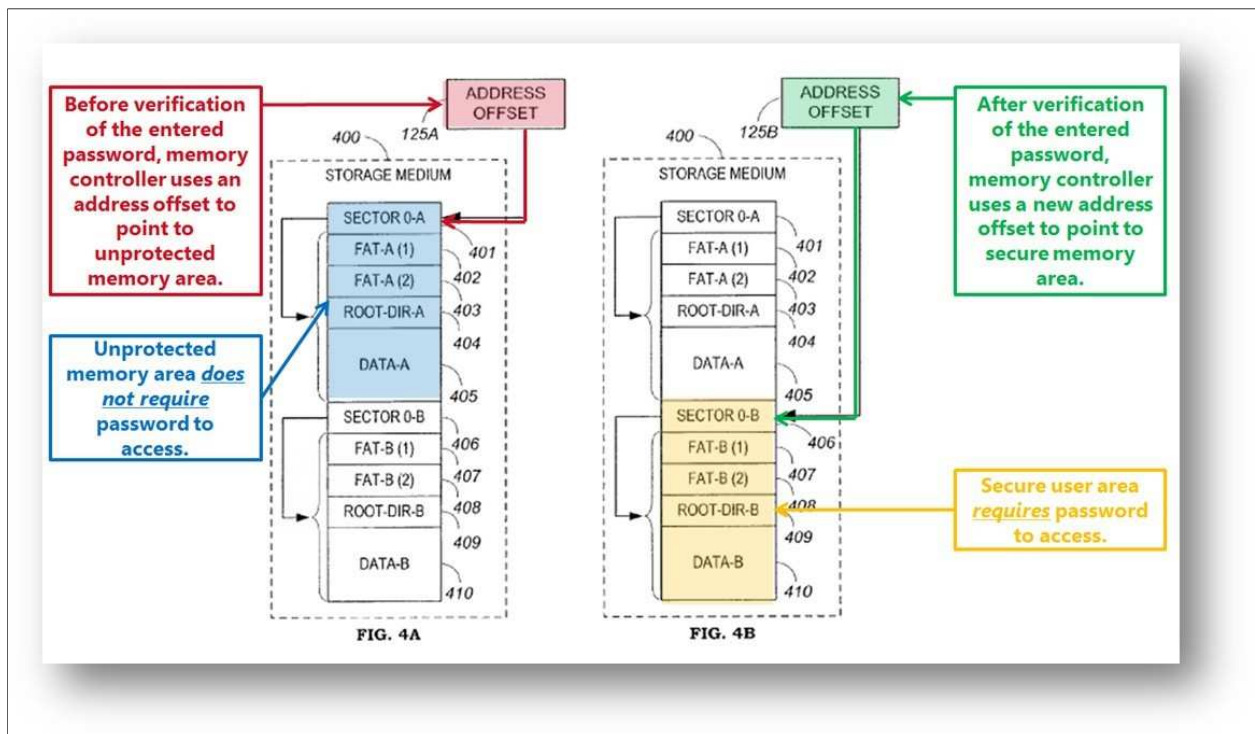 Before verification
of the entered
password, memory
controller uses an
address offset to
point to
unprotected
memory area.
Unprotected
memory area does
not require
password to
access.
ADDRESS
OFFSET
125A
400
STORAGE MEDIUM
SECTOR 0-A
401
FAT-A (1)
402
FAT-A (2)
403
ROOT-DIR-A
404
DATA-A
405
SECTOR 0-B
406
FAT-B (1)
407
FAT-B (2)
408
ROOT-DIR-B
409
DATA-B
410
FIG. 4A
ADDRESS
OFFSET
125B
400
STORAGE MEDIUM
SECTOR 0-A
401
FAT-A (1)
402
FAT-A (2)
403
ROOT-DIR-A
404
DATA-A
405
SECTOR 0-B
406
FAT-B (1)
407
FAT-B (2)
408
ROOT-DIR-B
409
DATA-B
410
FIG. 4B
After verification
of the entered
password,
memory controller
uses a new address
offset to point to
secure memory
area.
Secure user area
requires password
to access.